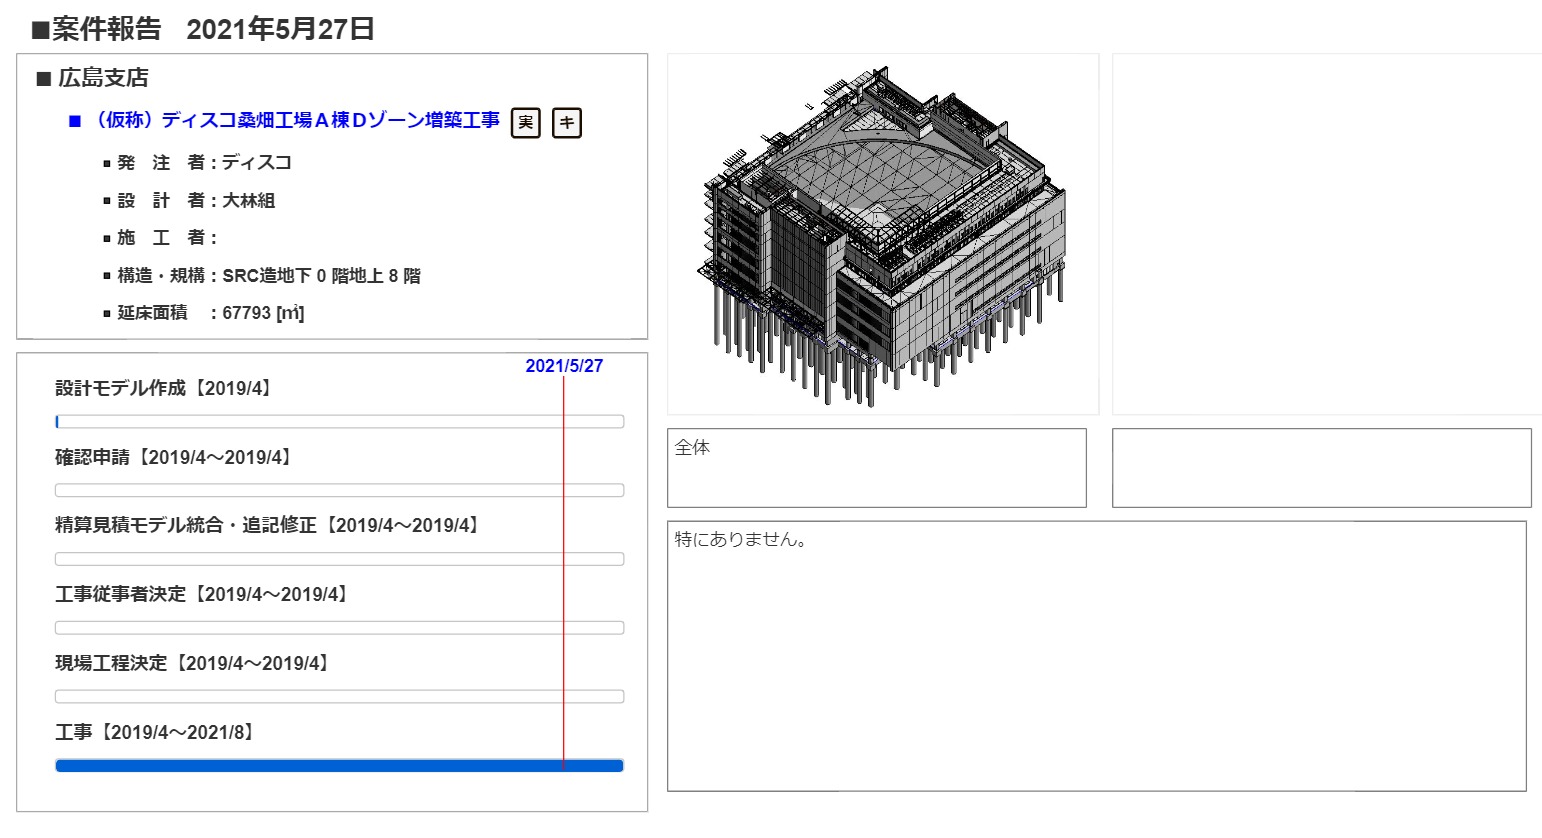 ■案件報告　2021年5月27日
■ 広島支店
■ （仮称）ディスコ桑畑工場Ａ棟Ｄゾーン増築工事 実 キ
▪ 発　注　者：ディスコ
▪ 設　計　者：大林組
▪ 施　工　者：
▪ 構造・規構：SRC造地下 0 階地上 8 階
▪ 延床面積　：67793 [㎡]
2021/5/27
設計モデル作成【2019/4】
確認申請【2019/4～2019/4】
精算見積モデル統合・追記修正【2019/4～2019/4】
工事従事者決定【2019/4～2019/4】
現場工程決定【2019/4～2019/4】
工事【2019/4～2021/8】
全体
特にありません。